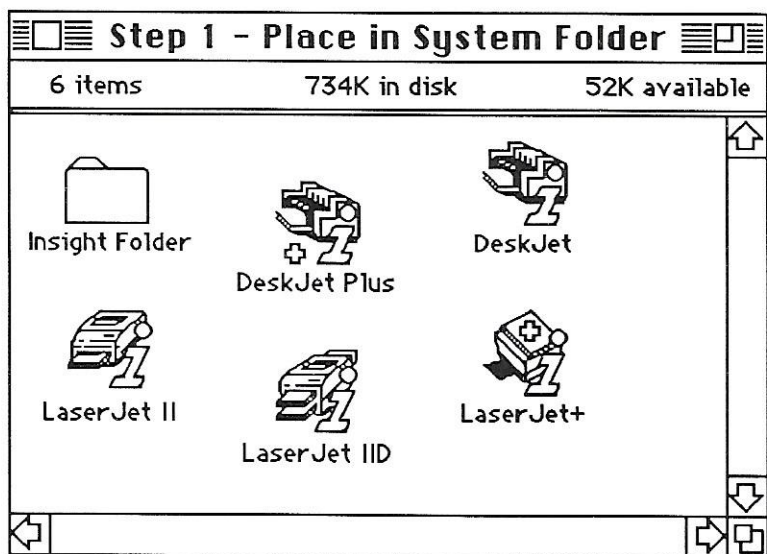 Step 1 - Place in System Folder
6 items 734K in disk 52K available
Insight Folder
DeskJet Plus
DeskJet
LaserJet II
LaserJet IID
LaserJet+